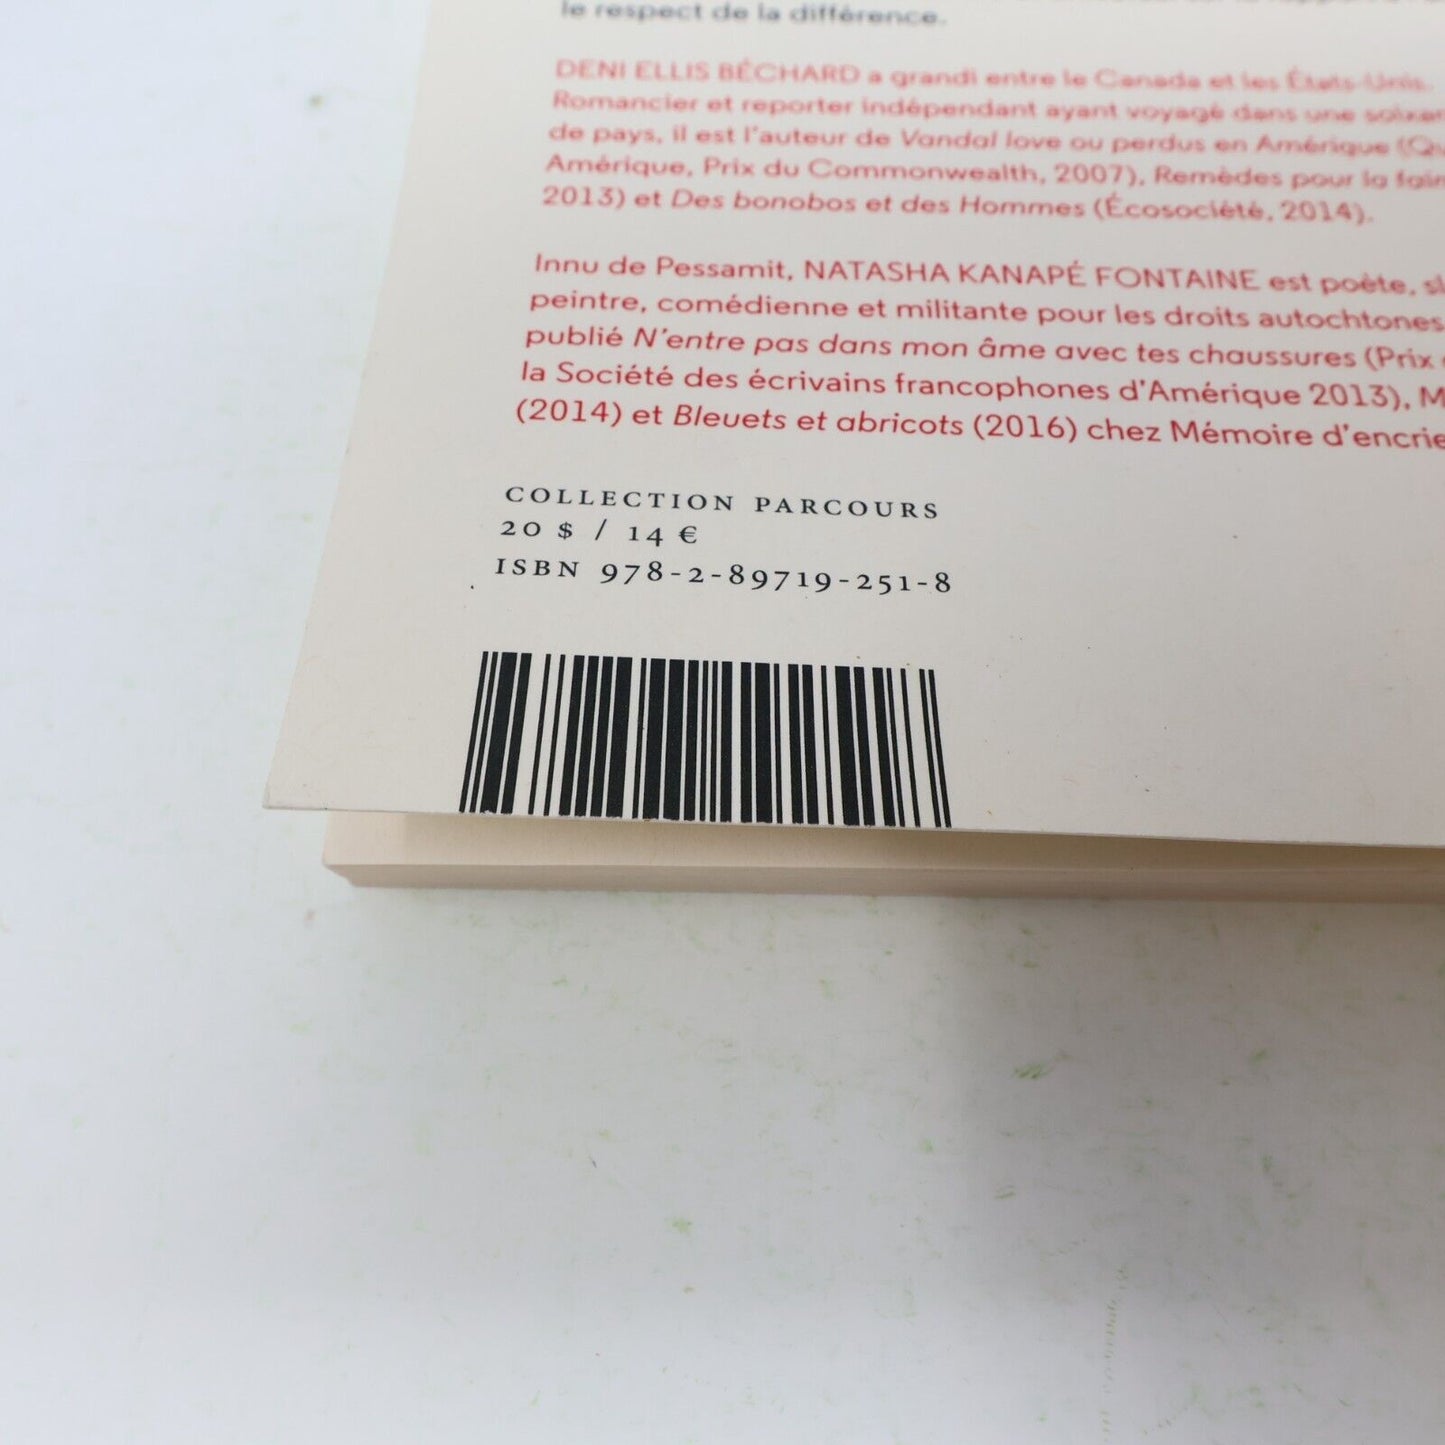 le respect de la différence.
DENI ELLIS BÉCHARD a grandi entre le Canada et les États-Unis.
Romancier et reporter indépendant ayant voyagé dans une
de pays, il est l'auteur de Vandal love ou perdus en Amérique
Amérique, Prix du Commonwealth, 2007), Remèdes pour la
2013) et Des bonobos et des Hommes (Écosociété, 2014).
Innu de Pessamit, NATASHA KANAPÉ FONTAINE est poète,
peintre, comédienne et militante pour les droits autochtones
publié N'entre pas dans mon âme avec tes chaussures (Prix
la Société des écrivains francophones d'Amérique 2013), M
(2014) et Bleuets et abricots (2016) chez Mémoire d'encrie
COLLECTION PARCOURS
20 $ / 14 €
ISBN 978-2-89719-251-8